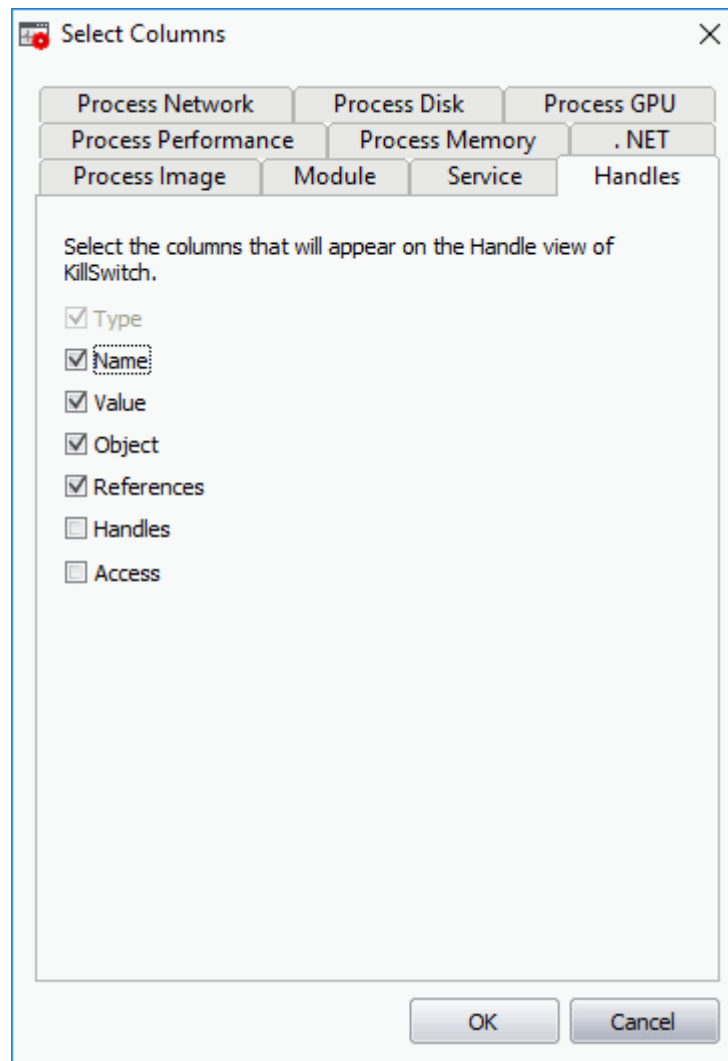 Select Columns
Process Network Process Disk Process GPU
Process Performance Process Memory . NET
Process Image Module Service Handles
Select the columns that will appear on the Handle view of
KillSwitch.
Type
Name
Value
Object
References
Handles
Access
OK Cancel